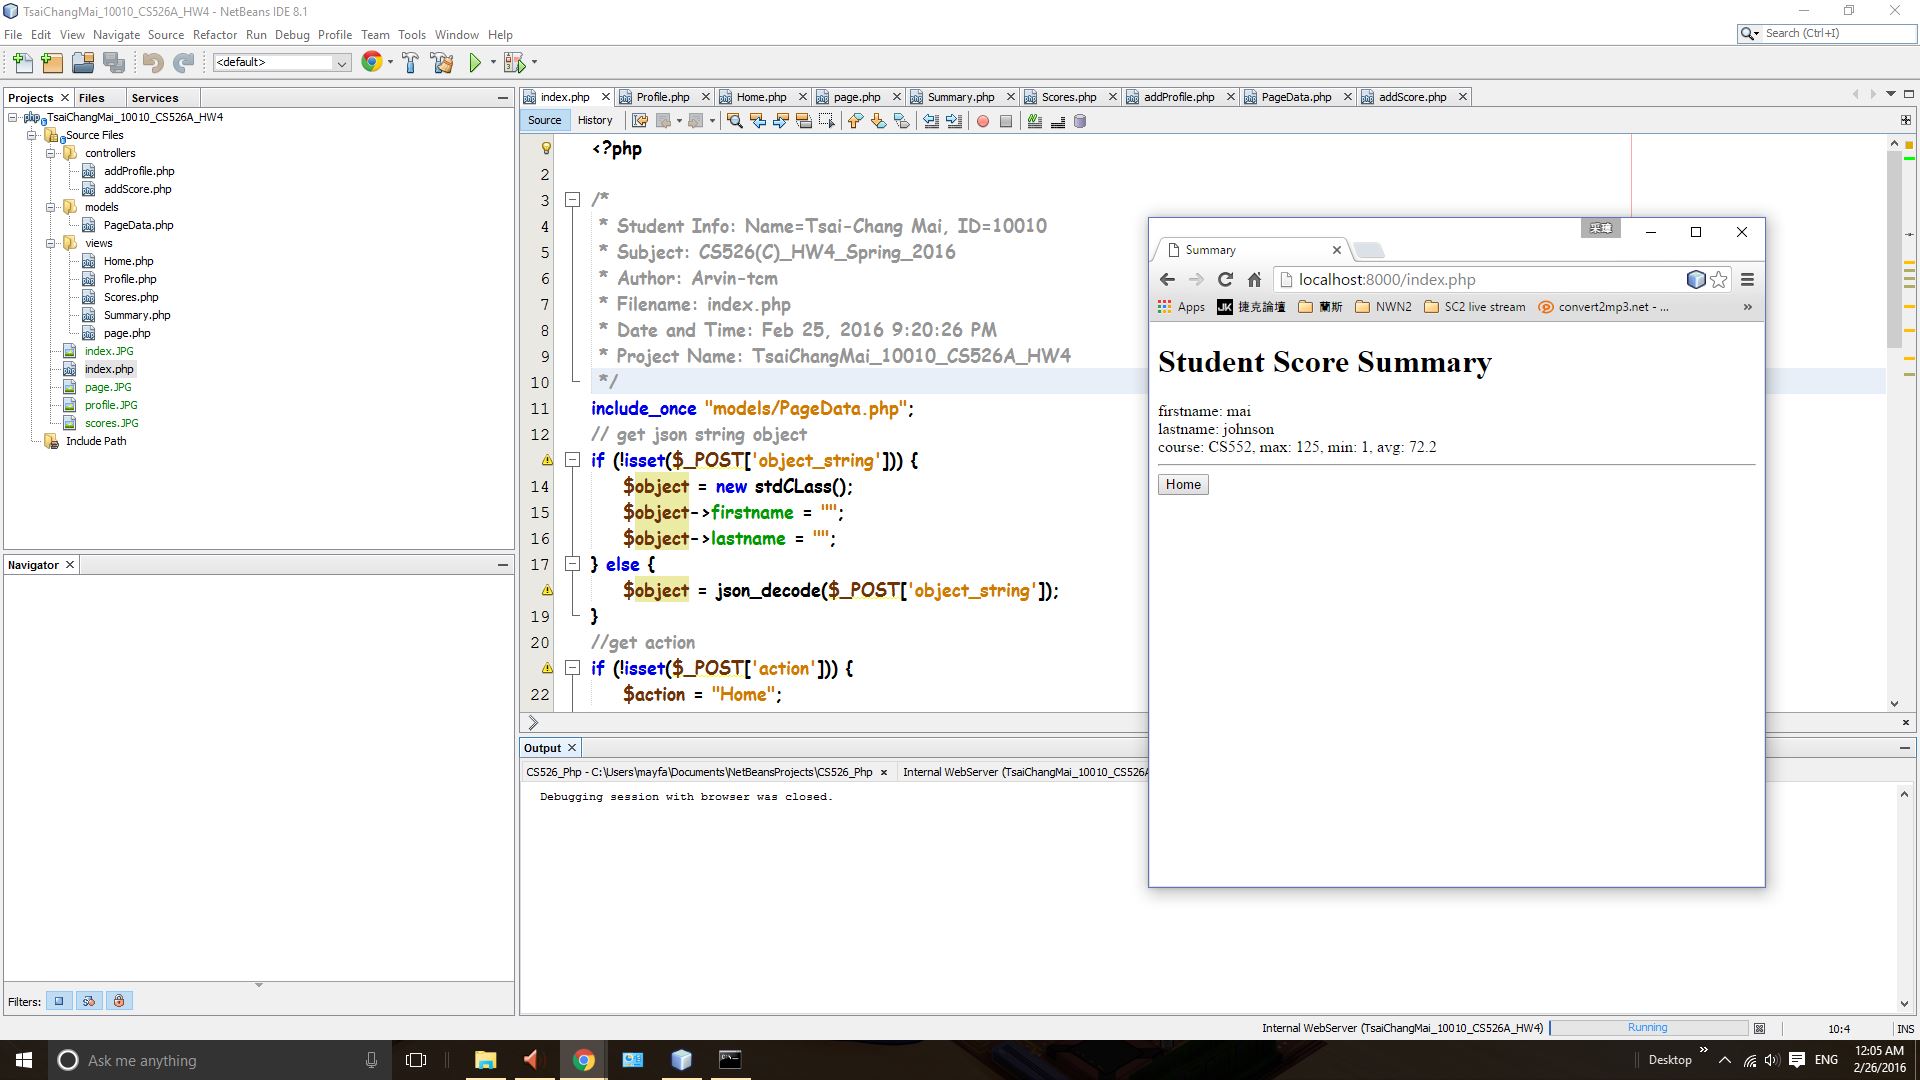 TsaiChangMai_10010_CS526A_HW4 - NetBeans IDE 8.1
File Edit View Navigate Source Refactor Run Debug Profile Team Tools Window Help
Search (Ctrl+I)
<default>
Projects Files Services
TsaiChangMai_10010_CS526A_HW4
Source Files
controllers
addProfile.php
addScore.php
models
PageData.php
views
Home.php
Profile.php
Scores.php
Summary.php
page.php
index.JPG
index.php
page.JPG
profile.JPG
scores.JPG
Include Path
Navigator
Filters:
index.php Profile.php Home.php page.php Summary.php Scores.php addProfile.php PageData.php addScore.php
Source History
<?php
2
3 /*
4 * Student Info: Name=Tsai-Chang Mai, ID=10010
5 * Subject: CS526(C)_HW4_Spring_2016
6 * Author: Arvin-tcm
7 * Filename: index.php
8 * Date and Time: Feb 25, 2016 9:20:26 PM
9 * Project Name: TsaiChangMai_10010_CS526A_HW4
10 */
11 include_once "models/PageData.php";
12 // get json string object
if (!isset($_POST['object_string'])) {
14 $object = new stdCLass();
15 $object->firstname = "";
16 $object->lastname = "";
17 } else {
$object = json_decode($_POST['object_string']);
19 }
20 //get action
if (!isset($_POST['action'])) {
22 $action = "Home";
Output
CS526_Php - C:\Users\mayfa\Documents\NetBeansProjects\CS526_Php Internal WebServer (TsaiChangMai_10010_CS526A
Debugging session with browser was closed.
Summary
localhost:8000/index.php
Apps JK 捷克論壇 蘭斯 NWN2 SC2 live stream convert2mp3.net - ... »
Student Score Summary
firstname: mai
lastname: johnson
course: CS552, max: 125, min: 1, avg: 72.2
Home
Internal WebServer (TsaiChangMai_10010_CS526A_HW4) Running 10:4 INS
Ask me anything
Desktop » ENG 12:05 AM
2/26/2016